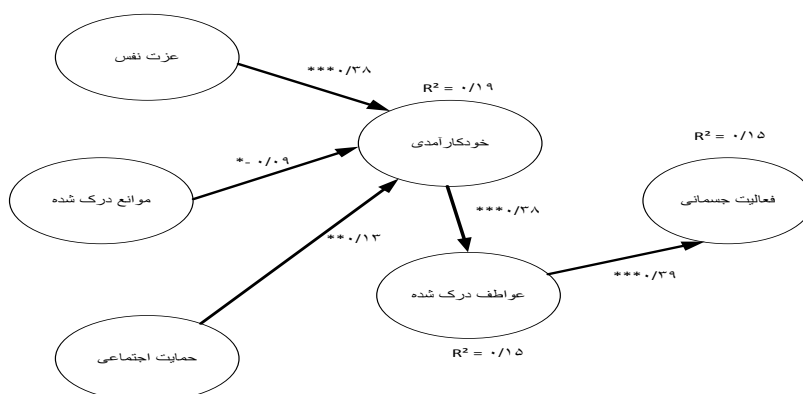 عزت نفس
***۰/۳۸
R² = ۰/۱۹
خودکارآمدی
R² = ۰/۱۵
*- ۰/۰۹
موانع درک شده
فعالیت جسمانی
***۰/۳۸
**۰/۱۳
عواطف درک شده
***۰/۳۹
حمایت اجتماعی
R² = ۰/۱۵